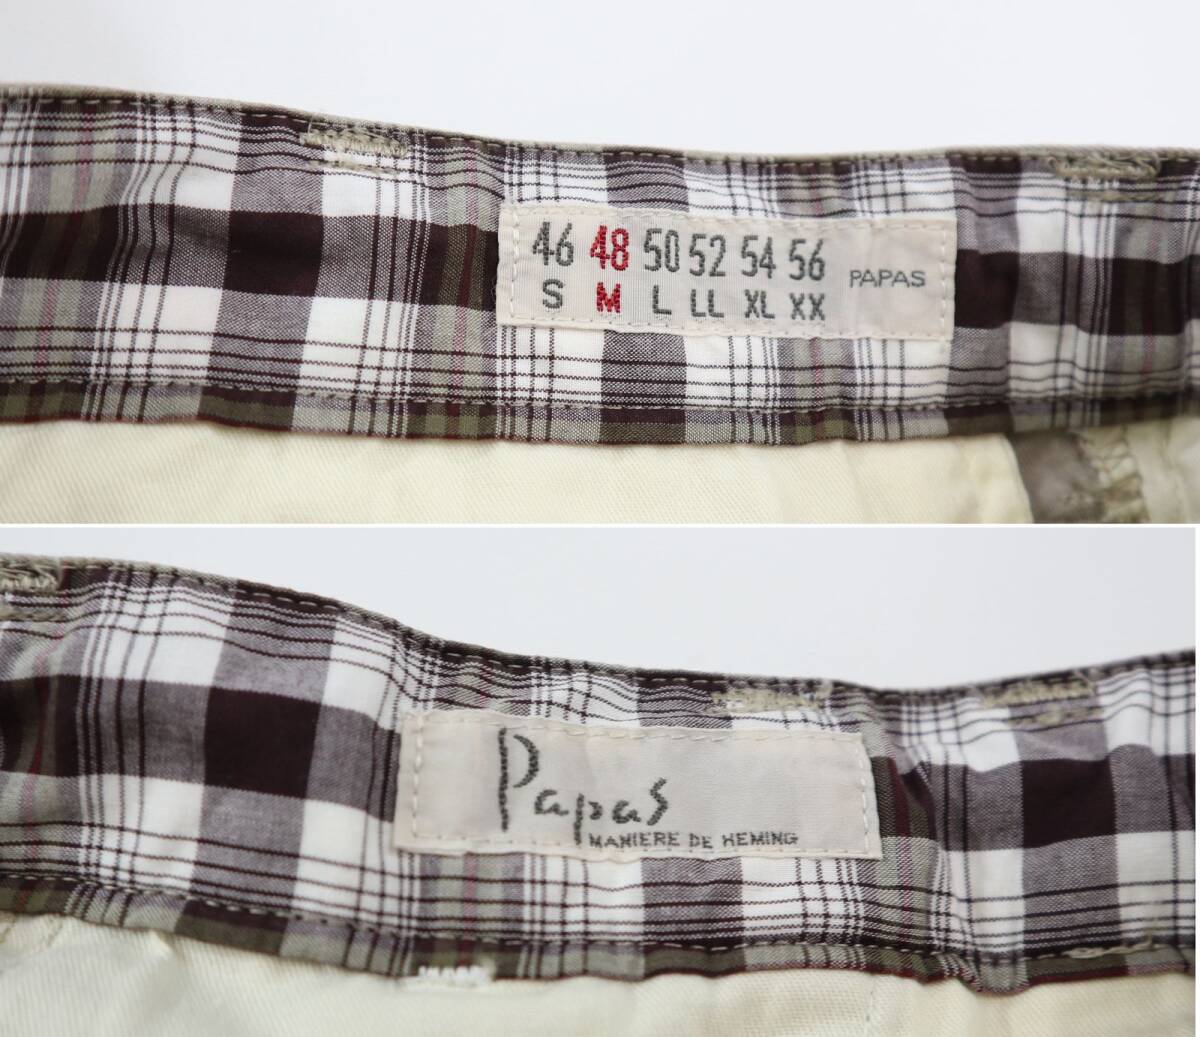 46 48 50 52 54 56
S M L LL XL XX
PAPAS
Papas
MANIERE DE HEMING